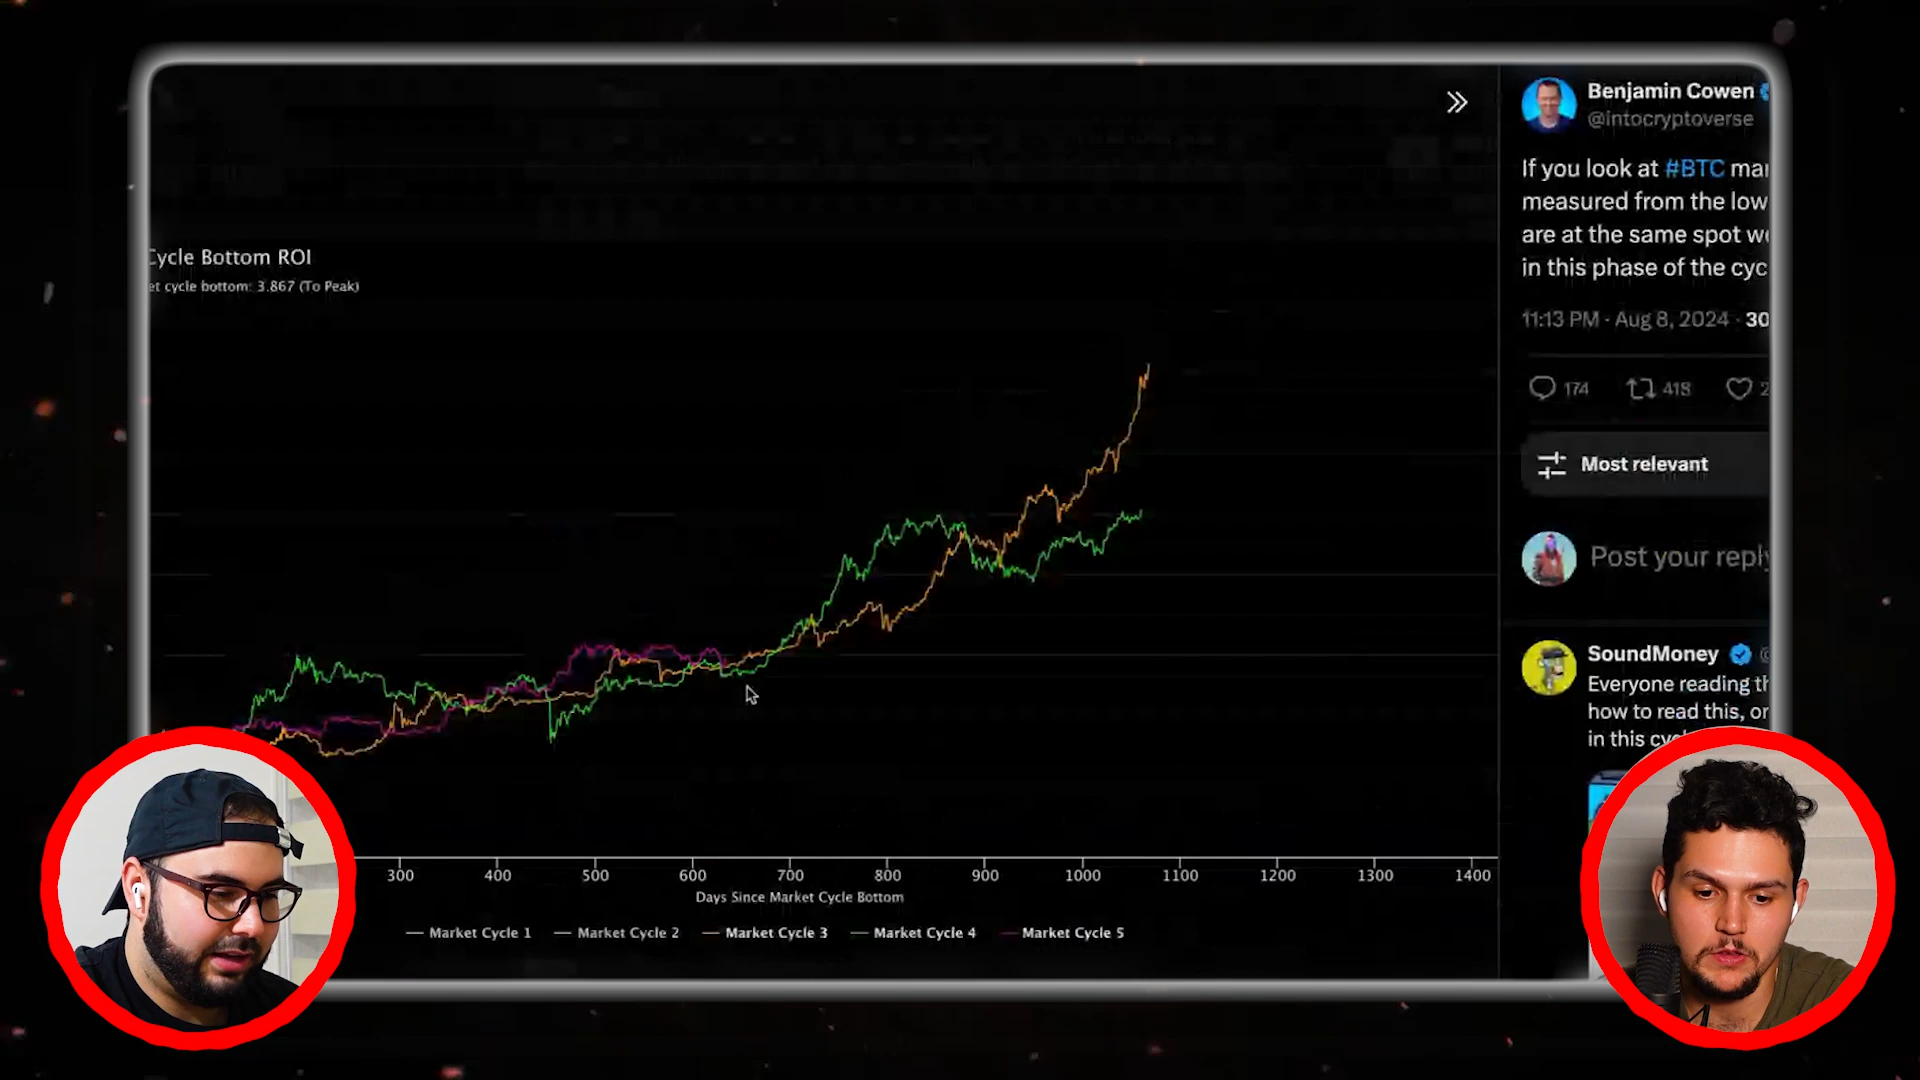 Cycle Bottom ROI
et cycle bottom: 3.867 (To Peak)
300 400 500 600 700 800 900 1000 1100 1200 1300 1400
Days Since Market Cycle Bottom
Market Cycle 1 Market Cycle 2 Market Cycle 3 Market Cycle 4 Market Cycle 5
Benjamin Cowen
@intocryptoverse
If you look at #BTC mar
measured from the low
are at the same spot we
in this phase of the cyc
11:13 PM · Aug 8, 2024 · 30
174 418 2
Most relevant
Post your reply
SoundMoney @
Everyone reading th
how to read this, or
in this cyc